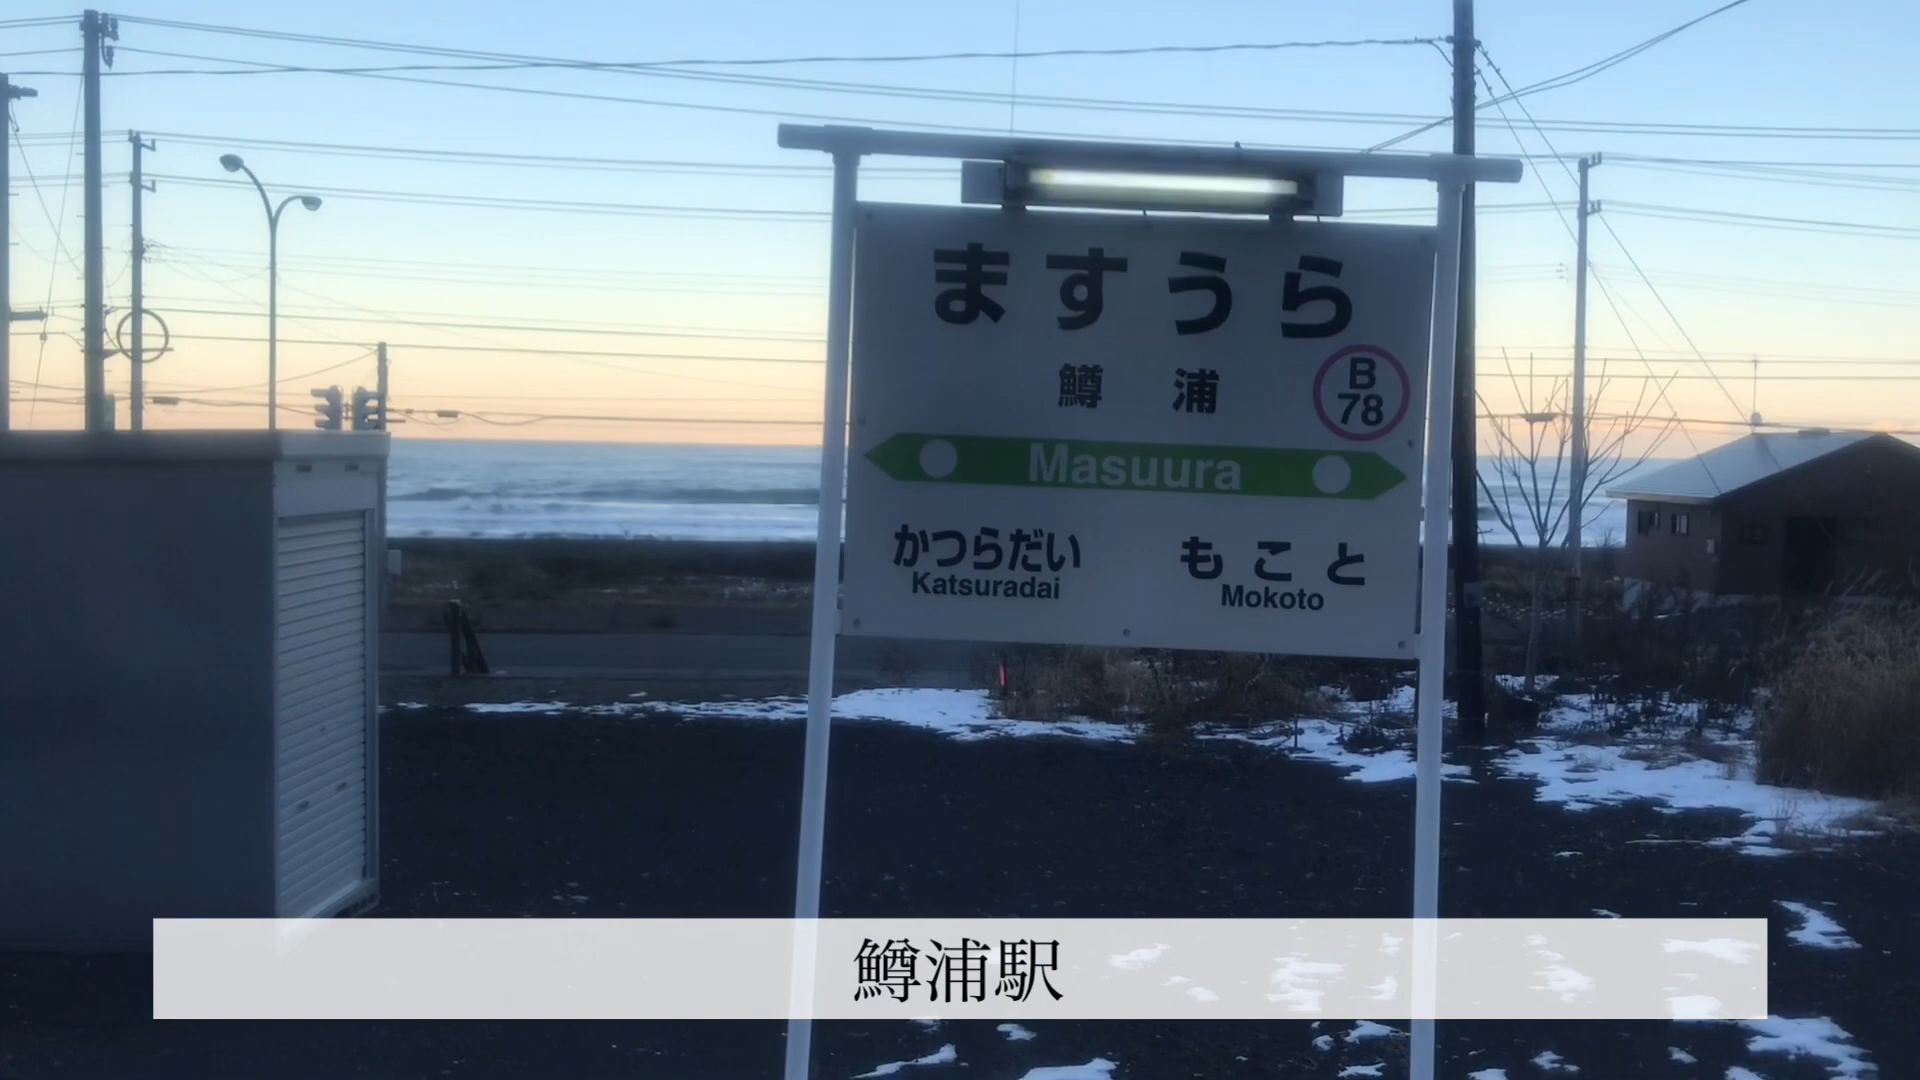 ますうら
鱒浦
B
78
Masuura
かつらだい
Katsuradai
もこと
Mokoto
鱒浦駅